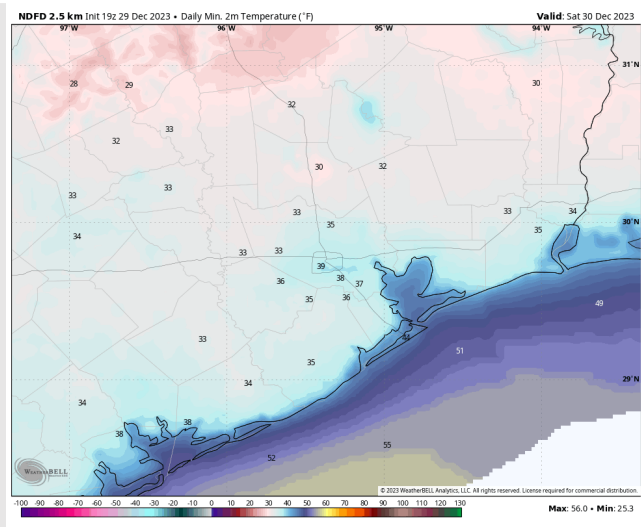 NDFD 2.5 km Init 19z 29 Dec 2023 • Daily Min. 2m Temperature (°F) Valid: Sat 30 Dec 2023
97°W 96°W 95°W 94°W
31°N
28 29 30
32
33
32
30 32
33 33
33 33 34
35 30°N
34 35
33 33
39
36 38 37
35 36 49
33 44
51
35
34 29°N
34
38
38
55
52
WEATHERBELL
© 2023 WeatherBELL Analytics, LLC. All rights reserved. License required for commercial distribution.
-100 -90 -80 -70 -60 -50 -40 -30 -20 -10 0 10 20 30 40 50 60 70 80 90 100 110 120 130
Max: 56.0 • Min: 25.3